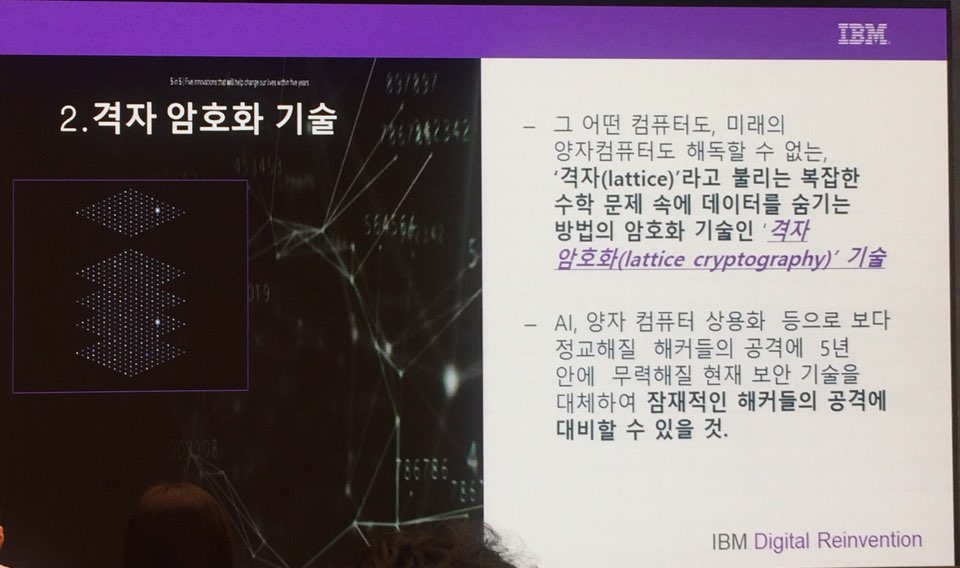 IBM
5 in 5 | Five innovations that will help change our lives within five years
2.격자 암호화 기술
– 그 어떤 컴퓨터도, 미래의
양자컴퓨터도 해독할 수 없는,
‘격자(lattice)’라고 불리는 복잡한
수학 문제 속에 데이터를 숨기는
방법의 암호화 기술인 ‘격자
암호화(lattice cryptography)’ 기술
– AI, 양자 컴퓨터 상용화 등으로 보다
정교해질 해커들의 공격에 5년
안에 무력해질 현재 보안 기술을
대체하여 잠재적인 해커들의 공격에
대비할 수 있을 것.
IBM Digital Reinvention